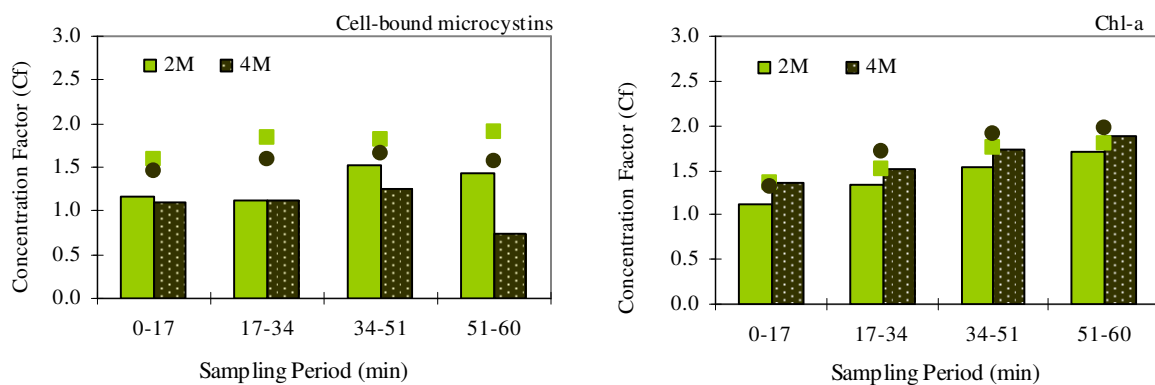 Cell-bound microcystins
Concentration Factor (Cf)
3.0
2.5
2.0
1.5
1.0
0.5
0.0
2M 4M
0-17 17-34 34-51 51-60
Sampling Period (min)
Chl-a
Concentration Factor (Cf)
3.0
2.5
2.0
1.5
1.0
0.5
0.0
2M 4M
0-17 17-34 34-51 51-60
Sampling Period (min)